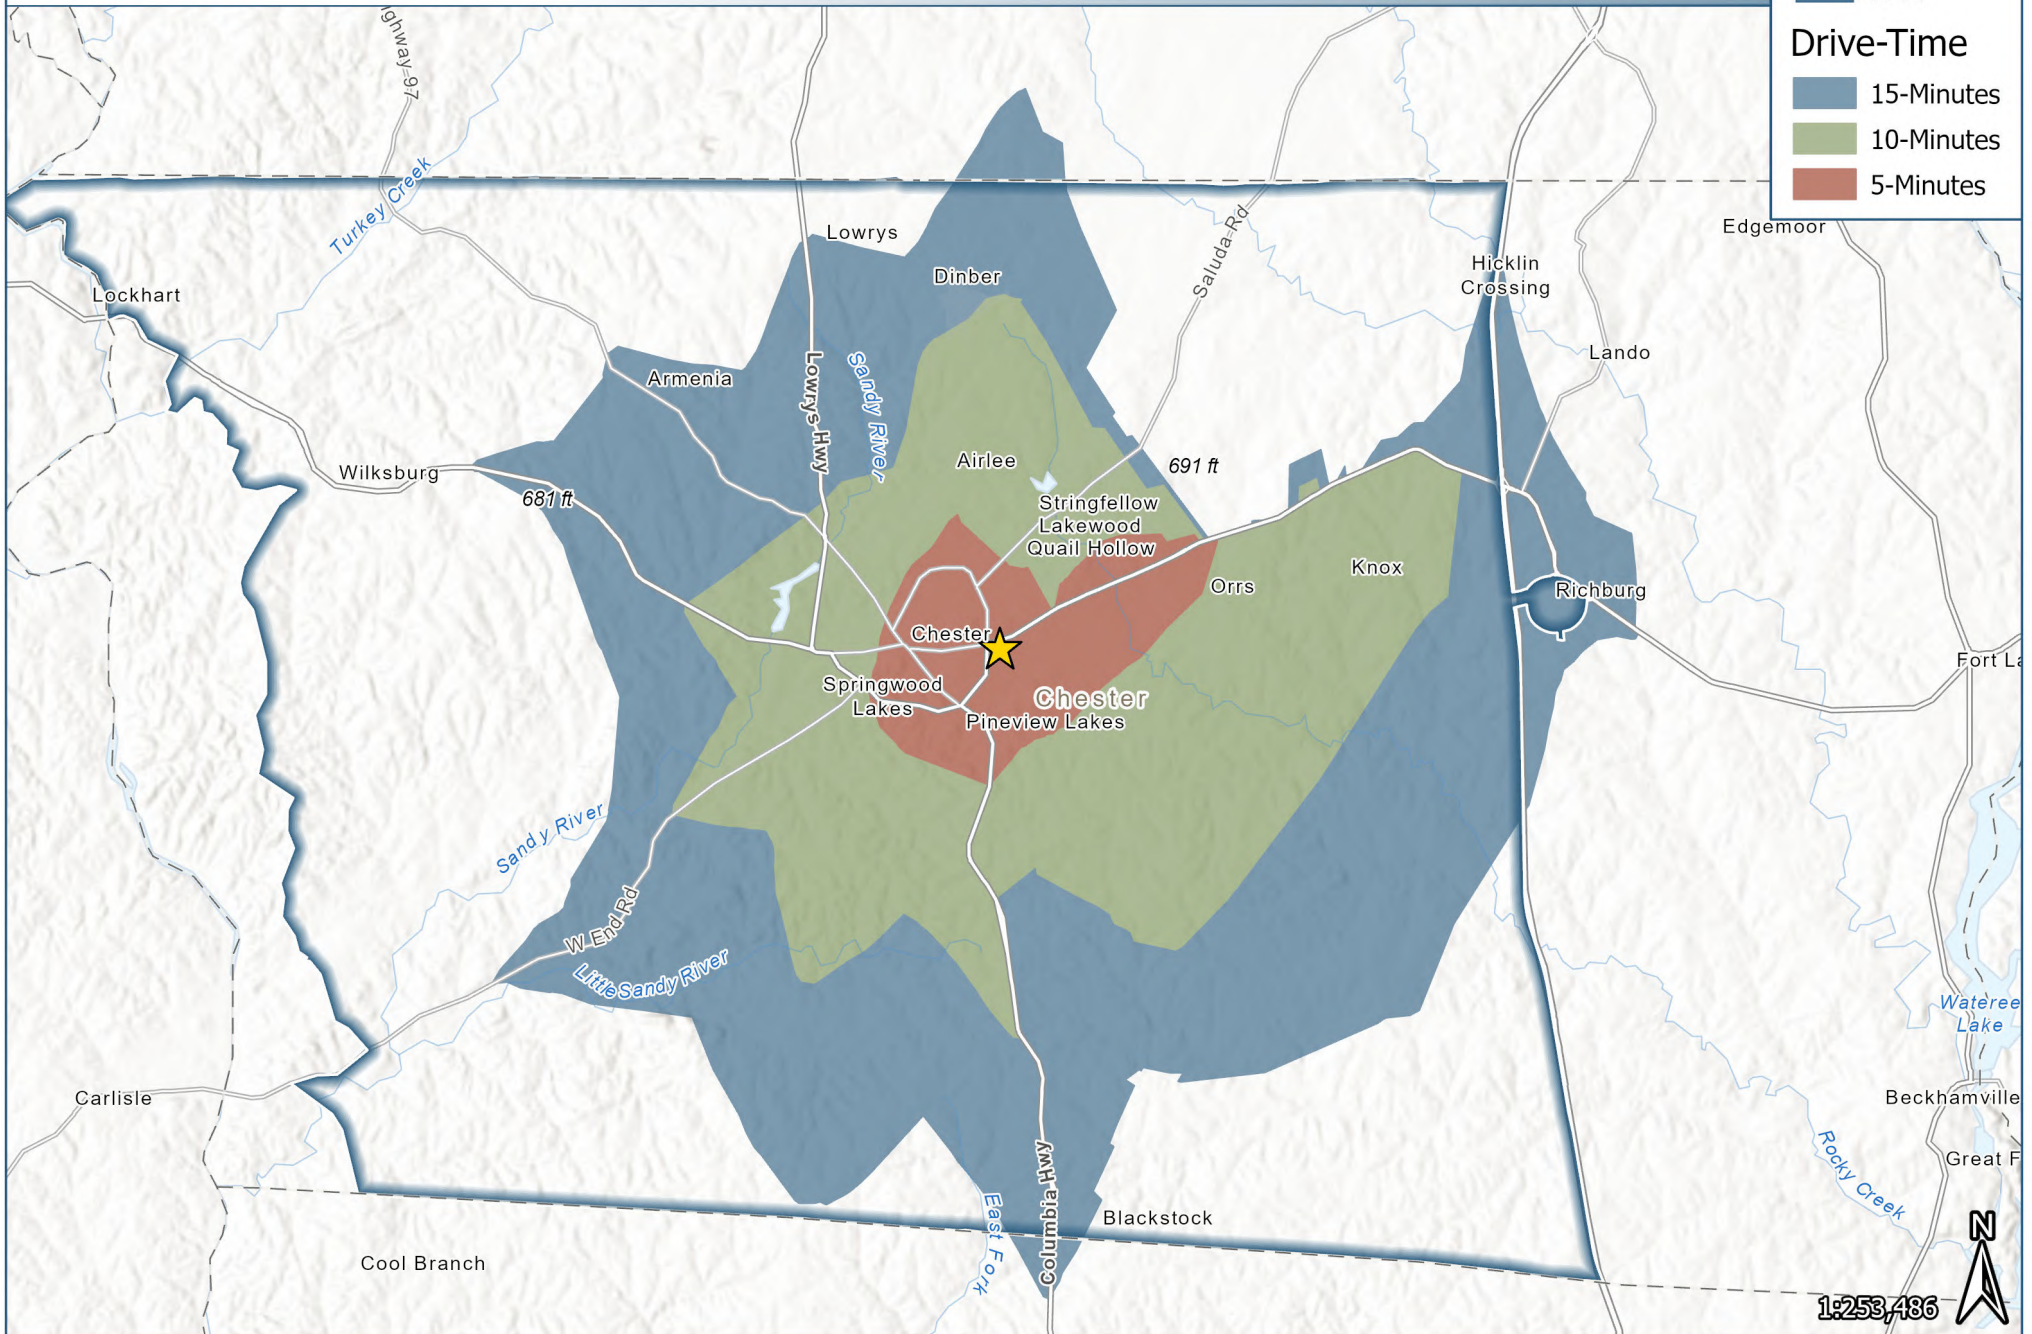 Drive-Time
15-Minutes
10-Minutes
5-Minutes
Turkey Creek
Lowrys
Saluda Rd
Edgemoor
Dinber
Hicklin
Crossing
Lockhart
Lando
Armenia
Lowrys Hwy
Sandy River
Wilksburg
Airlee
691 ft
681 ft
Stringfellow
Lakewood
Quail Hollow
Knox
Orrs
Richburg
Chester
Fort La
Springwood
Lakes
Chester
Pineview Lakes
Sandy River
W End Rd
Little Sandy River
Wateree
Lake
Carlisle
Beckhamville
Columbia Hwy
Rocky Creek
Great F
East Fork
Blackstock
Cool Branch
N
1:253,486